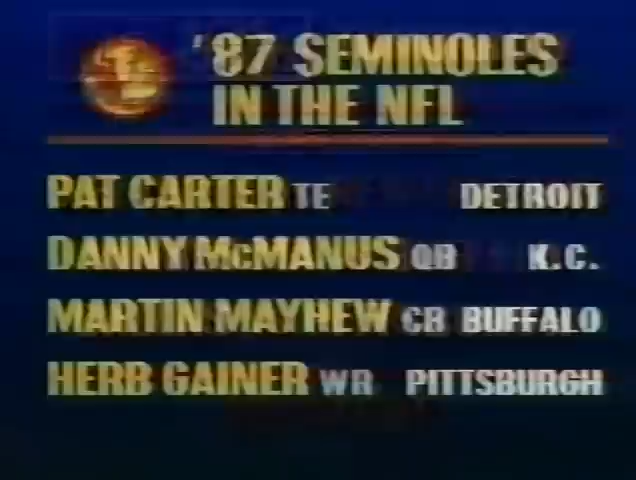 '87 SEMINOLES
IN THE NFL
PAT CARTER TE DETROIT
DANNY McMANUS QB K.C.
MARTIN MAYHEW CB BUFFALO
HERB GAINER WR PITTSBURGH